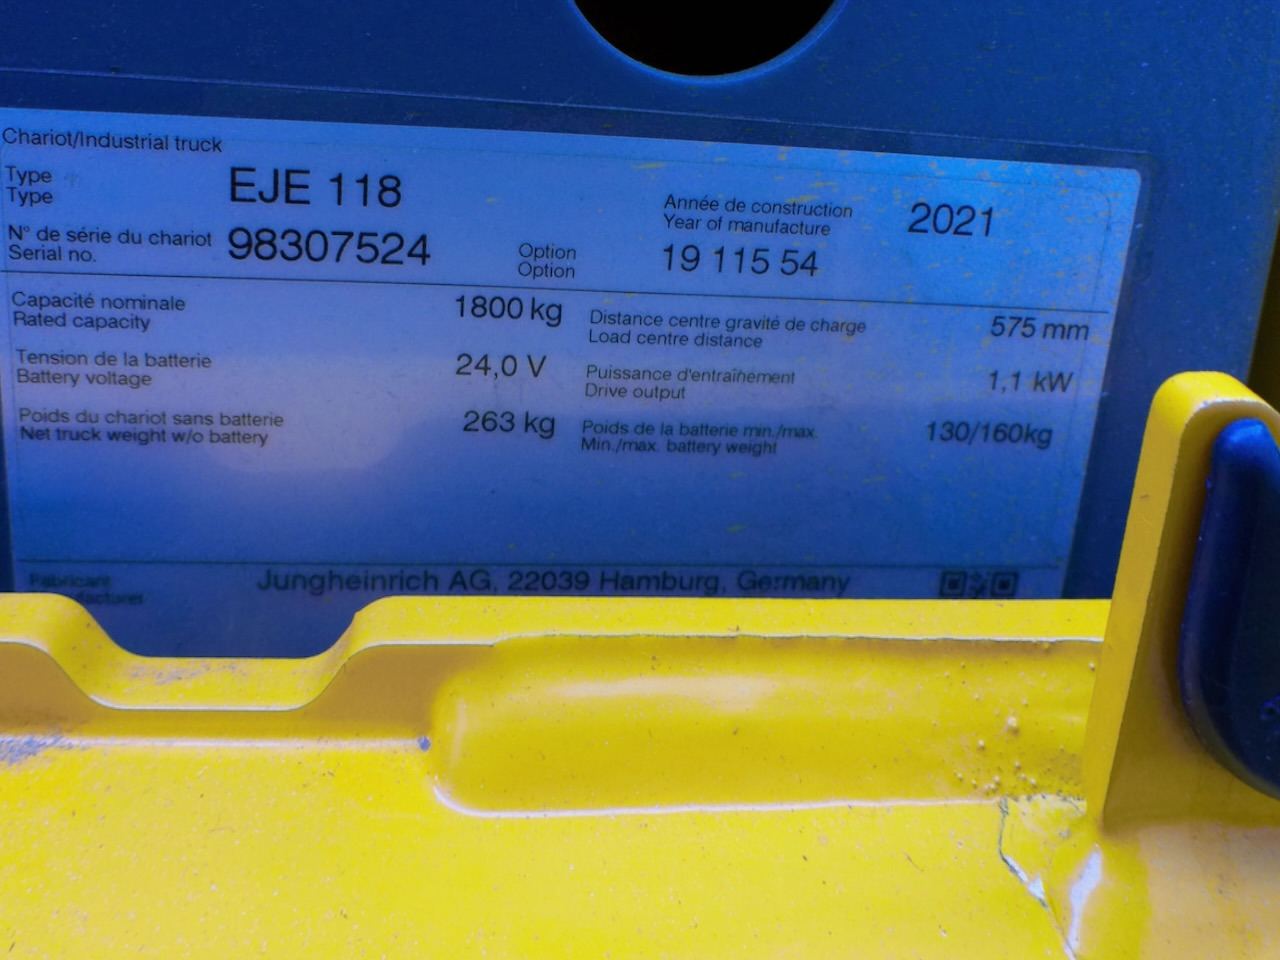 Chariot/Industrial truck
Type
Type
EJE 118
Année de construction
Year of manufacture
2021
N° de série du chariot
Serial no.
98307524
Option
Option
19 115 54
Capacité nominale
Rated capacity
1800 kg
Distance centre gravité de charge
Load centre distance
575 mm
Tension de la batterie
Battery voltage
24,0 V
Puissance d'entraînement
Drive output
1,1 kW
Poids du chariot sans batterie
Net truck weight w/o battery
263 kg
Poids de la batterie min./max.
Min./max. battery weight
130/160kg
Fabricant
Jungheinrich AG, 22039 Hamburg, Germany